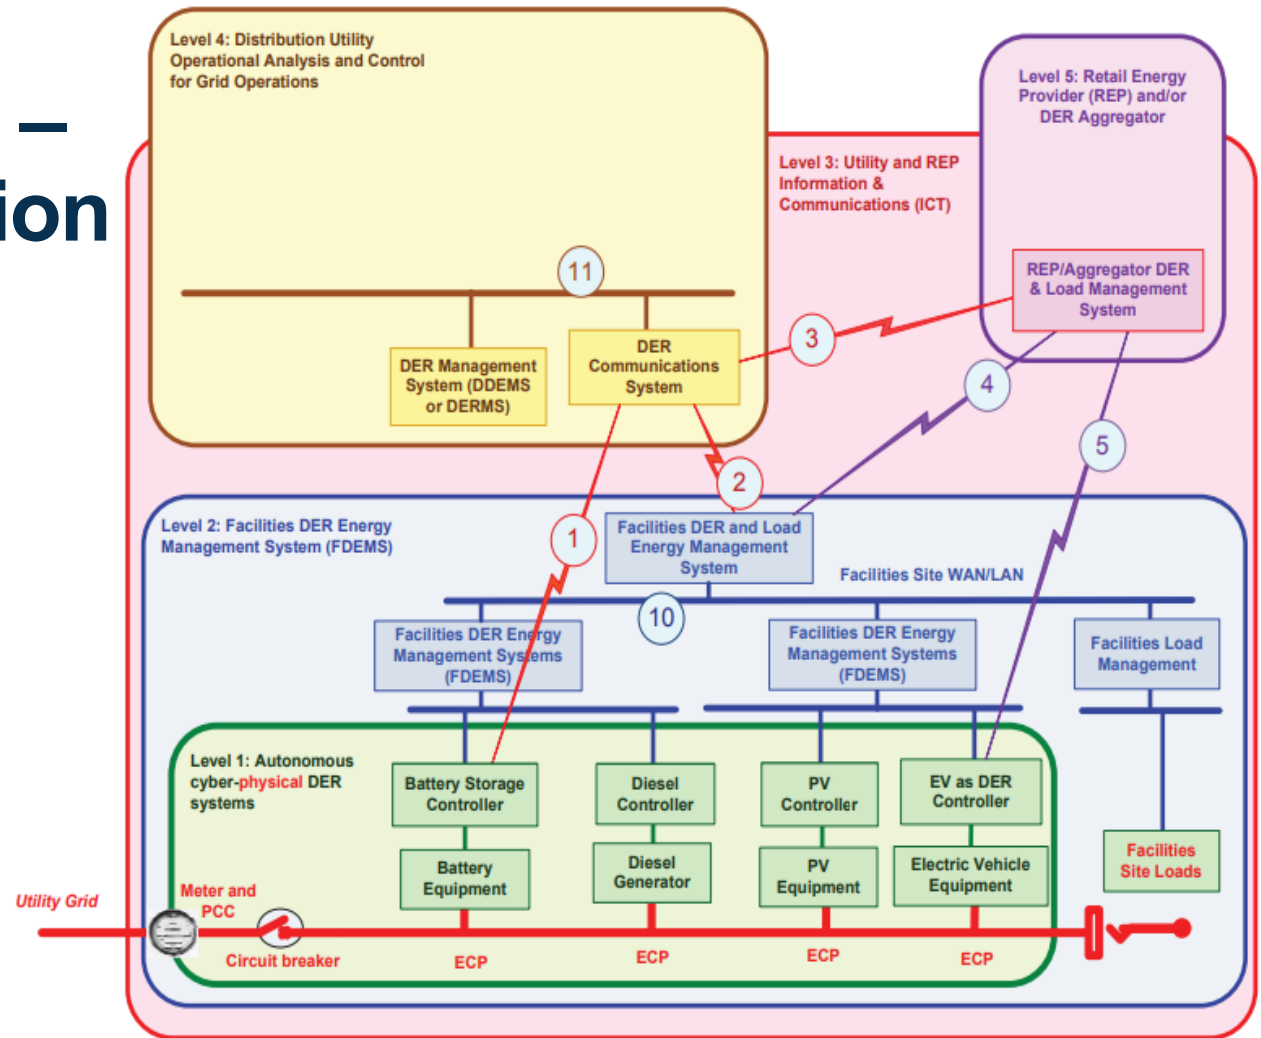 –
ion
Level 4: Distribution Utility
Operational Analysis and Control
for Grid Operations
Level 5: Retail Energy
Provider (REP) and/or
DER Aggregator
Level 3: Utility and REP
Information &
Communications (ICT)
11
REP/Aggregator DER
& Load Management
System
3
DER Management
System (DDEMS
or DERMS)
DER
Communications
System
4
5
2
1
Level 2: Facilities DER Energy
Management System (FDEMS)
Facilities DER and Load
Energy Management
System
Facilities Site WAN/LAN
10
Facilities DER Energy
Management Systems
(FDEMS)
Facilities DER Energy
Management Systems
(FDEMS)
Facilities Load
Management
Level 1: Autonomous
cyber-physical DER
systems
Battery Storage
Controller
Diesel
Controller
PV
Controller
EV as DER
Controller
Battery
Equipment
Diesel
Generator
PV
Equipment
Electric Vehicle
Equipment
Facilities
Site Loads
Utility Grid
Meter and
PCC
Circuit breaker
ECP
ECP
ECP
ECP